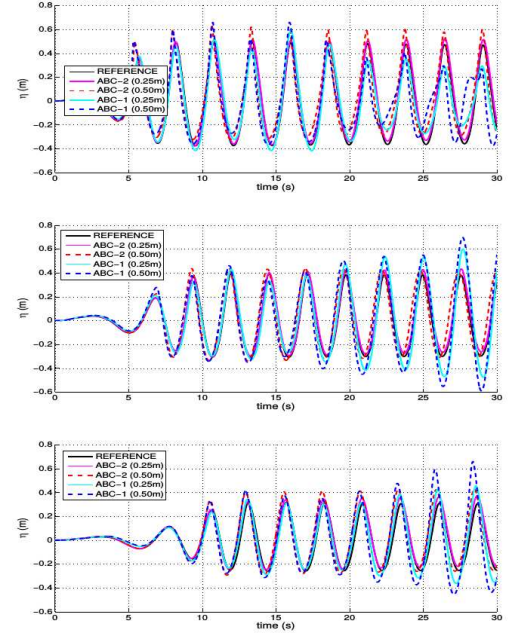 0.8
0.6
0.4
0.2
0
−0.2
−0.4
−0.6
η (m)
REFERENCE
ABC−2 (0.25m)
ABC−2 (0.50m)
ABC−1 (0.25m)
ABC−1 (0.50m)
0 5 10 15 20 25 30
time (s)
0.8
0.6
0.4
0.2
0
−0.2
−0.4
−0.6
η (m)
REFERENCE
ABC−2 (0.25m)
ABC−2 (0.50m)
ABC−1 (0.25m)
ABC−1 (0.50m)
0 5 10 15 20 25 30
time (s)
0.8
0.6
0.4
0.2
0
−0.2
−0.4
−0.6
η (m)
REFERENCE
ABC−2 (0.25m)
ABC−2 (0.50m)
ABC−1 (0.25m)
ABC−1 (0.50m)
0 5 10 15 20 25 30
time (s)